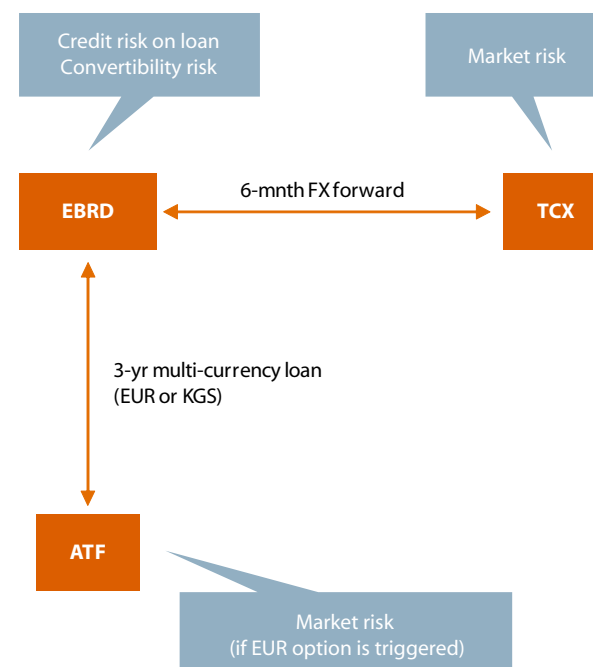 Credit risk on loan
Convertibility risk
Market risk
EBRD
6-mnth FX forward
TCX
3-yr multi-currency loan
(EUR or KGS)
ATF
Market risk
(if EUR option is triggered)